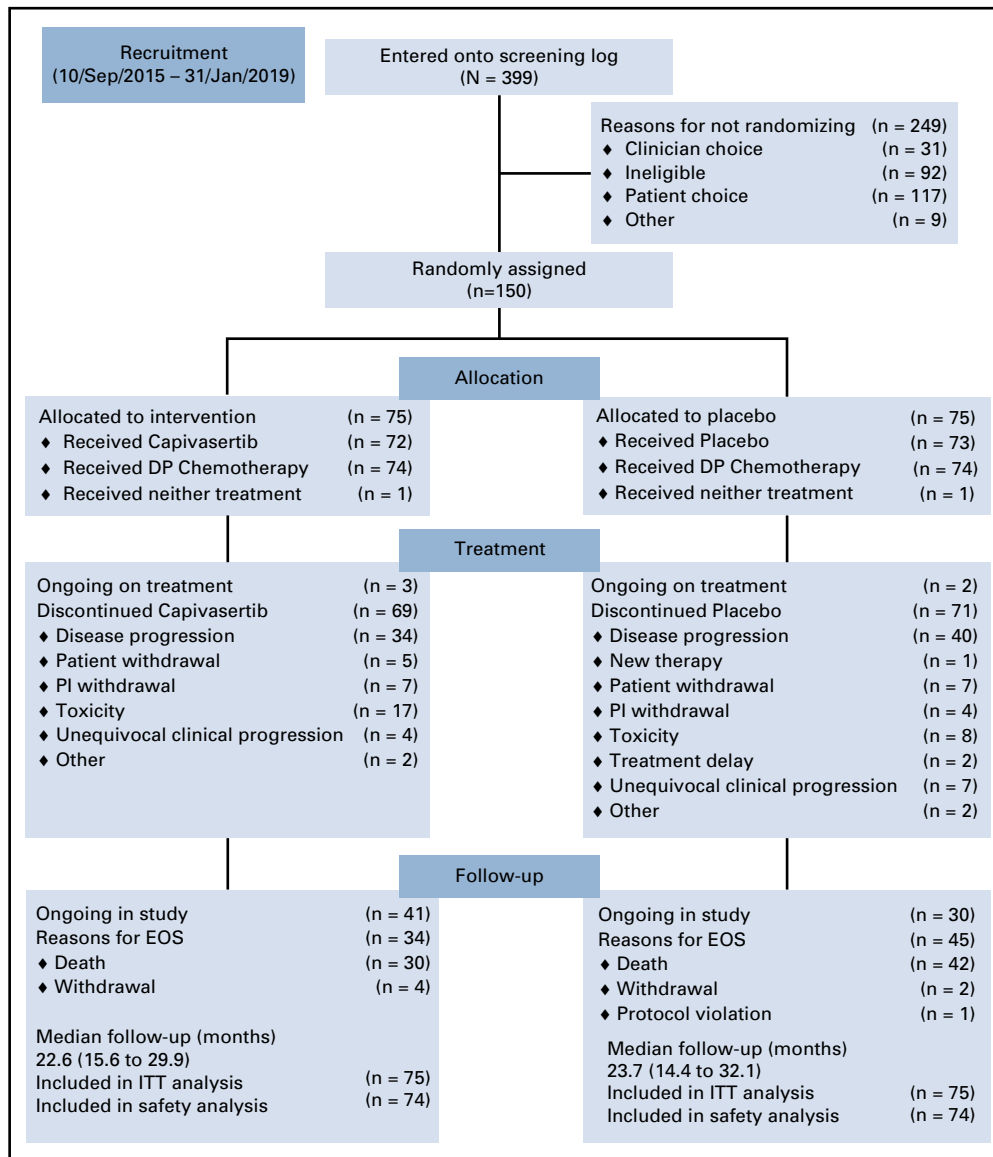 Recruitment
(10/Sep/2015 – 31/Jan/2019)
Entered onto screening log
(N = 399)
Reasons for not randomizing (n = 249)
♦ Clinician choice (n = 31)
♦ Ineligible (n = 92)
♦ Patient choice (n = 117)
♦ Other (n = 9)
Randomly assigned
(n=150)
Allocation
Allocated to intervention (n = 75)
♦ Received Capivasertib (n = 72)
♦ Received DP Chemotherapy (n = 74)
♦ Received neither treatment (n = 1)
Allocated to placebo (n = 75)
♦ Received Placebo (n = 73)
♦ Received DP Chemotherapy (n = 74)
♦ Received neither treatment (n = 1)
Treatment
Ongoing on treatment (n = 3)
Discontinued Capivasertib (n = 69)
♦ Disease progression (n = 34)
♦ Patient withdrawal (n = 5)
♦ PI withdrawal (n = 7)
♦ Toxicity (n = 17)
♦ Unequivocal clinical progression (n = 4)
♦ Other (n = 2)
Ongoing on treatment (n = 2)
Discontinued Placebo (n = 71)
♦ Disease progression (n = 40)
♦ New therapy (n = 1)
♦ Patient withdrawal (n = 7)
♦ PI withdrawal (n = 4)
♦ Toxicity (n = 8)
♦ Treatment delay (n = 2)
♦ Unequivocal clinical progression (n = 7)
♦ Other (n = 2)
Follow-up
Ongoing in study (n = 41)
Reasons for EOS (n = 34)
♦ Death (n = 30)
♦ Withdrawal (n = 4)
Median follow-up (months)
22.6 (15.6 to 29.9)
Included in ITT analysis (n = 75)
Included in safety analysis (n = 74)
Ongoing in study (n = 30)
Reasons for EOS (n = 45)
♦ Death (n = 42)
♦ Withdrawal (n = 2)
♦ Protocol violation (n = 1)
Median follow-up (months)
23.7 (14.4 to 32.1)
Included in ITT analysis (n = 75)
Included in safety analysis (n = 74)